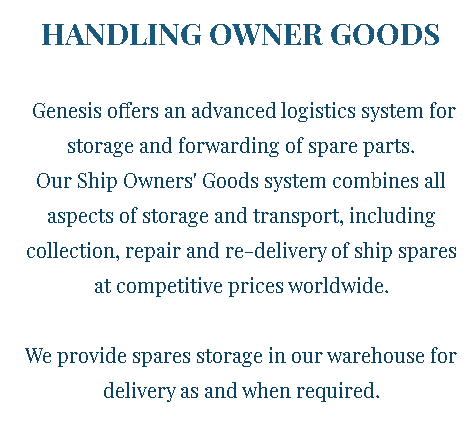 HANDLING OWNER GOODS
Genesis offers an advanced logistics system for
storage and forwarding of spare parts.
Our Ship Owners' Goods system combines all
aspects of storage and transport, including
collection, repair and re-delivery of ship spares
at competitive prices worldwide.
We provide spares storage in our warehouse for
delivery as and when required.